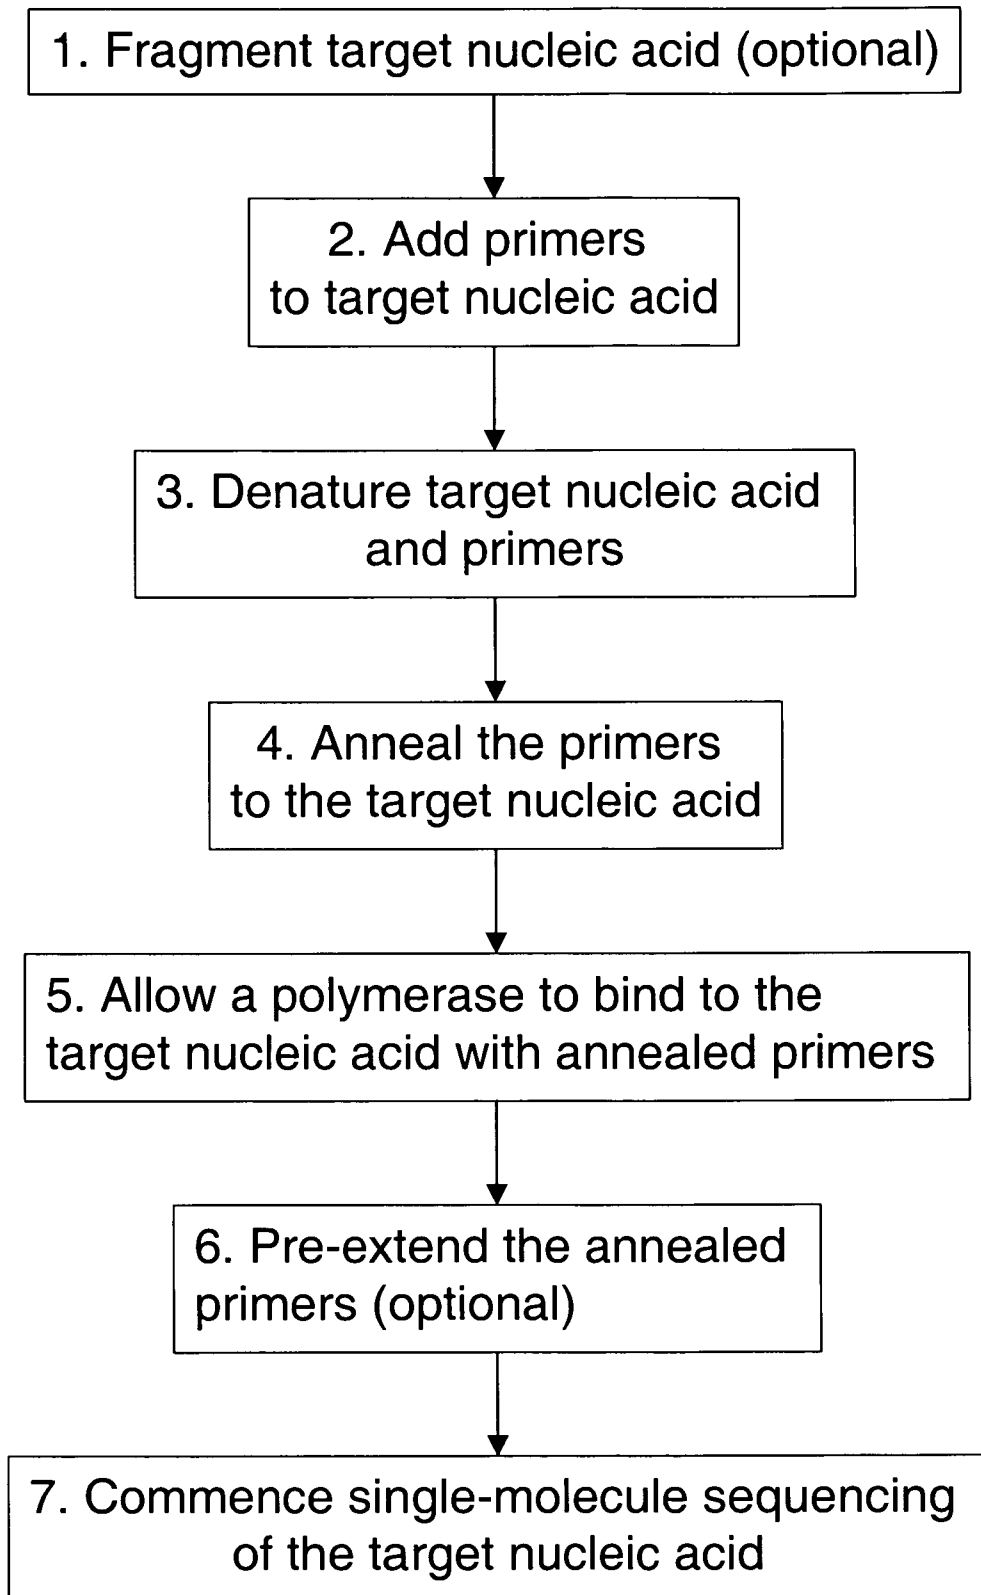 1. Fragment target nucleic acid (optional)
2. Add primers
to target nucleic acid
3. Denature target nucleic acid
and primers
4. Anneal the primers
to the target nucleic acid
5. Allow a polymerase to bind to the
target nucleic acid with annealed primers
6. Pre-extend the annealed
primers (optional)
7. Commence single-molecule sequencing
of the target nucleic acid